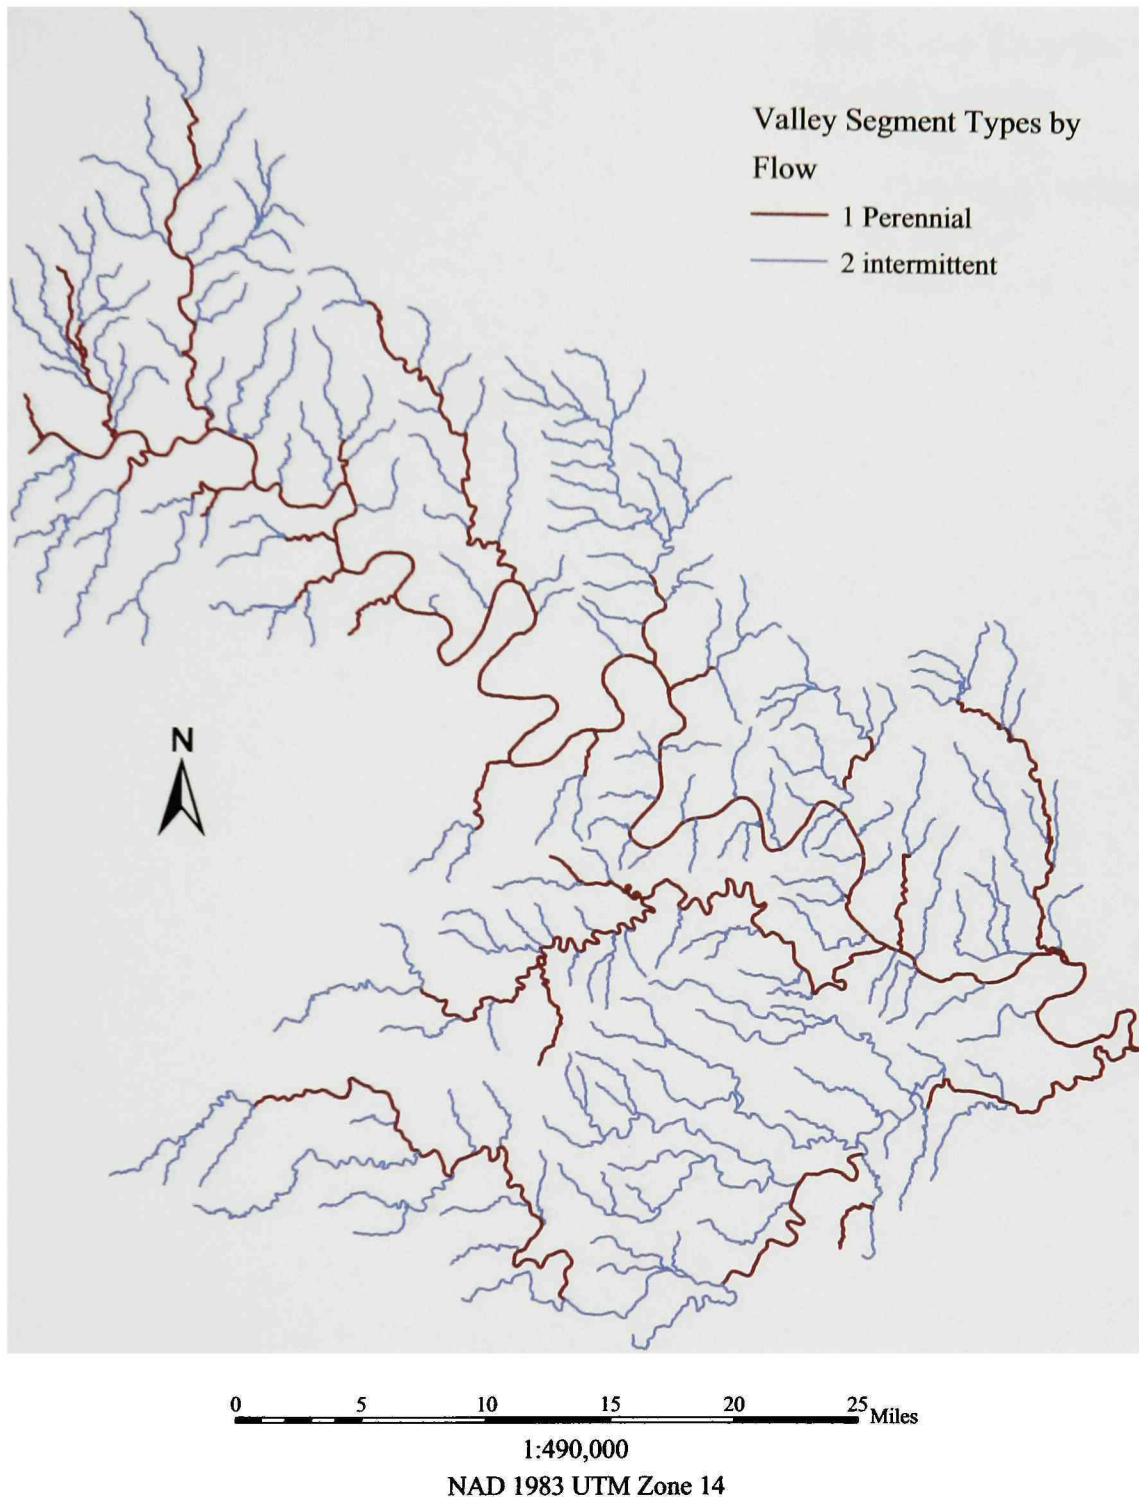 Valley Segment Types by
Flow
1 Perennial
2 intermittent
N
0 5 10 15 20 25 Miles
1:490,000
NAD 1983 UTM Zone 14